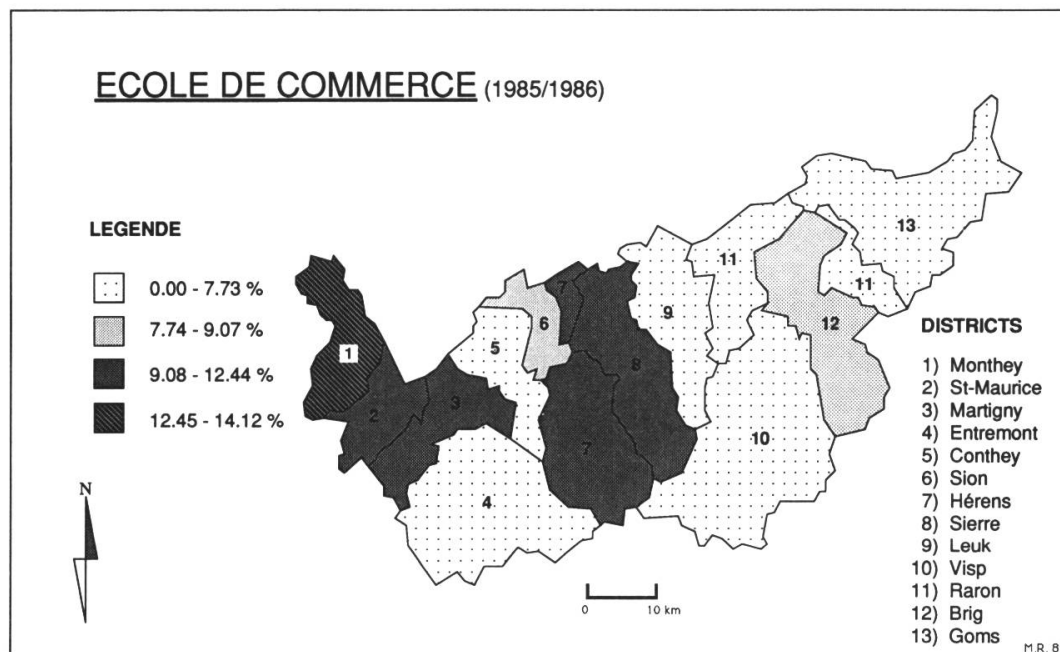 ECOLE DE COMMERCE (1985/1986)
LEGENDE
0.00 - 7.73 %
7.74 - 9.07 %
9.08 - 12.44 %
12.45 - 14.12 %
N
1
2
3
4
5
6
7
7
8
9
10
11
11
12
13
0 10 km
DISTRICTS
1) Monthey
2) St-Maurice
3) Martigny
4) Entremont
5) Conthey
6) Sion
7) Hérens
8) Sierre
9) Leuk
10) Visp
11) Raron
12) Brig
13) Goms
M.R. 8